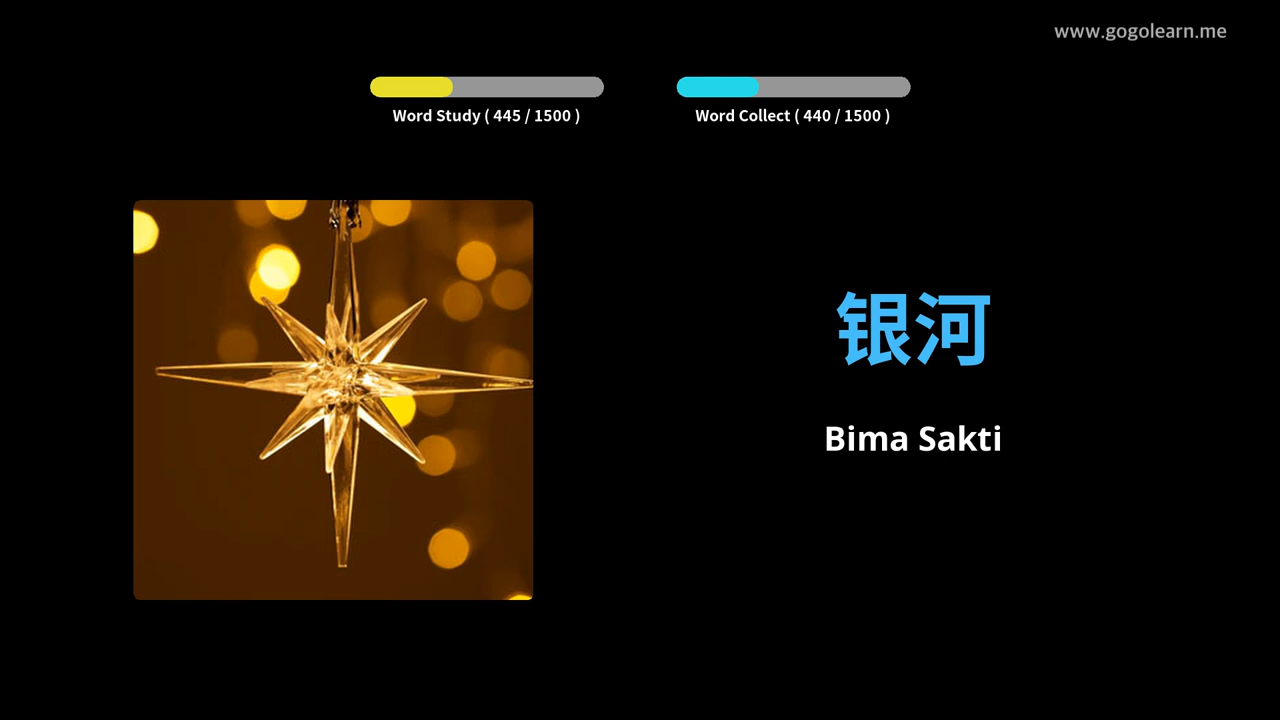 www.gogolearn.me
Word Study ( 445 / 1500 )
Word Collect ( 440 / 1500 )
银河
Bima Sakti